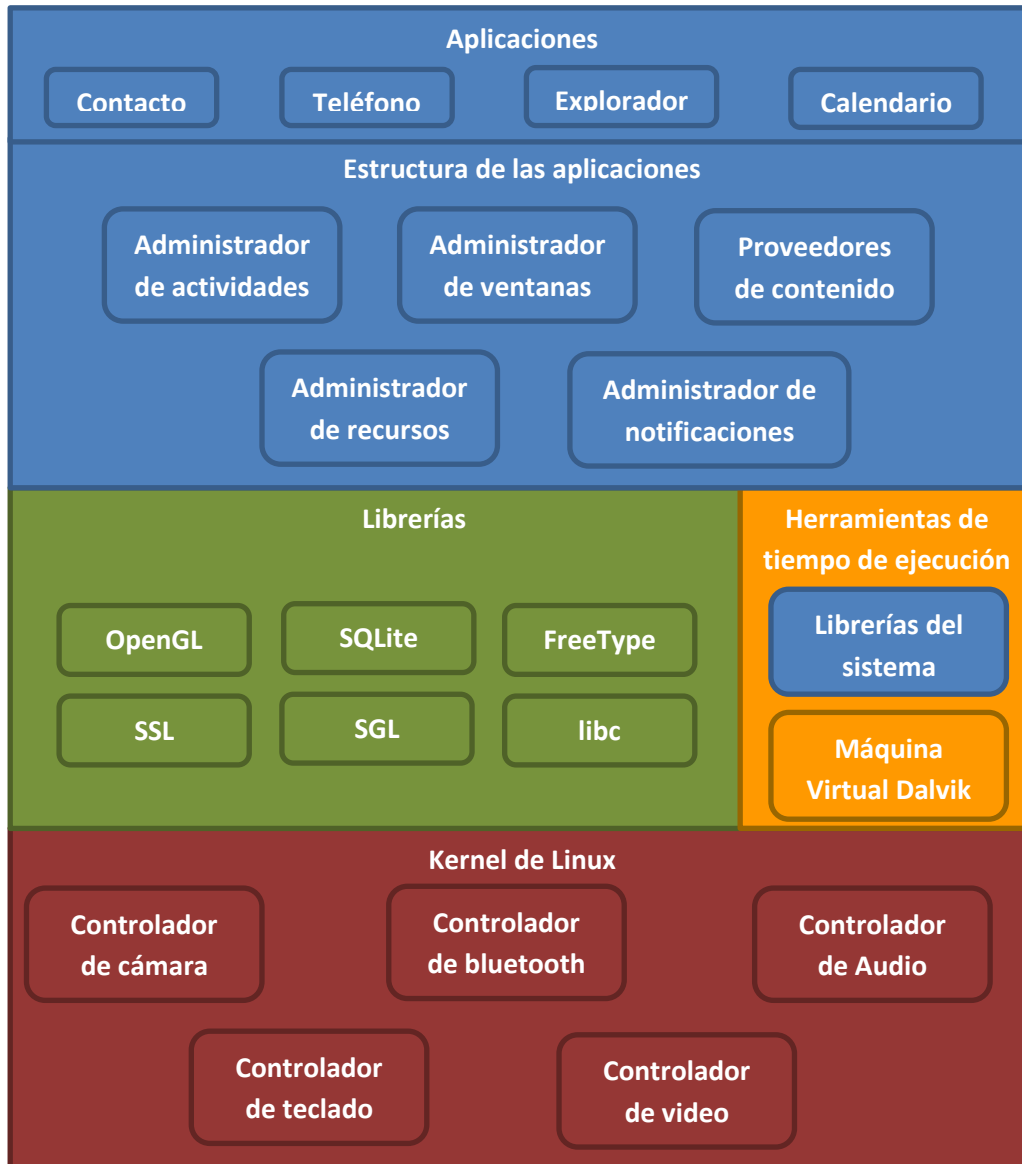 Aplicaciones
Contacto
Teléfono
Explorador
Calendario
Estructura de las aplicaciones
Administrador
de actividades
Administrador
de ventanas
Proveedores
de contenido
Administrador
de recursos
Administrador de
notificaciones
Librerías
OpenGL
SQLite
FreeType
SSL
SGL
libc
Herramientas de
tiempo de ejecución
Librerías del
sistema
Máquina
Virtual Dalvik
Kernel de Linux
Controlador
de cámara
Controlador
de bluetooth
Controlador
de Audio
Controlador
de teclado
Controlador
de video